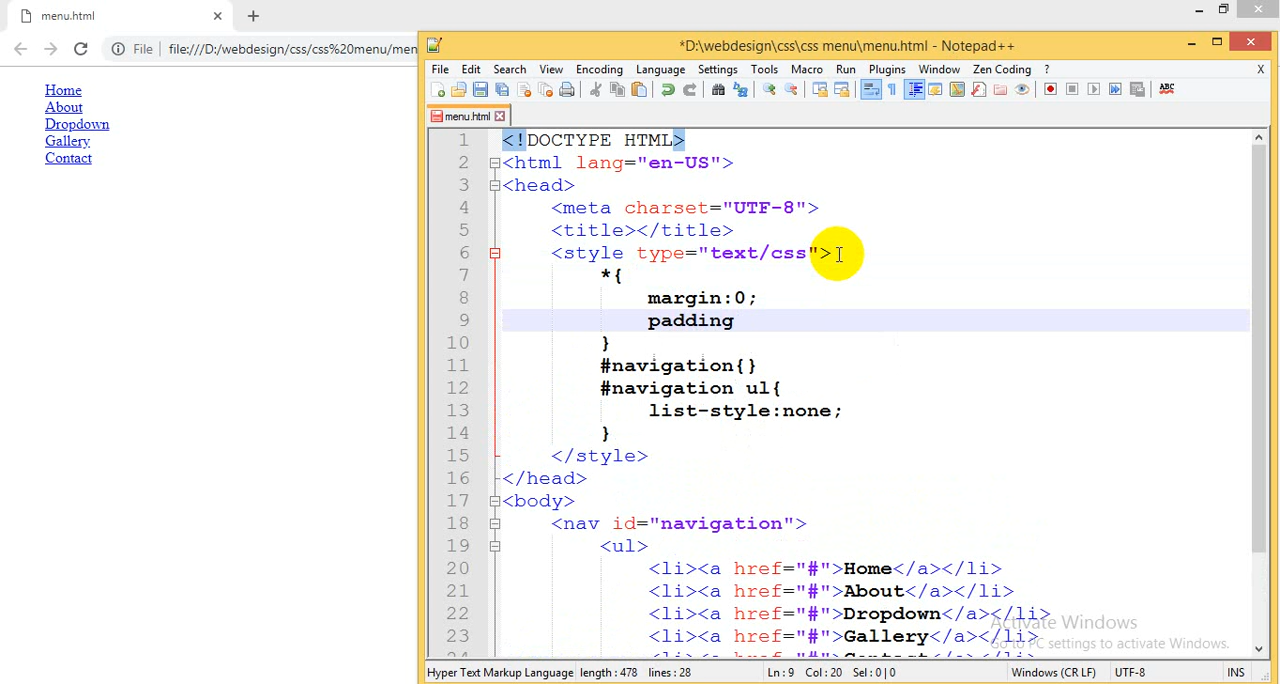 menu.html
File file:///D:/webdesign/css/css%20menu/men
Home
About
Dropdown
Gallery
Contact
*D:\webdesign\css\css menu\menu.html - Notepad++
File Edit Search View Encoding Language Settings Tools Macro Run Plugins Window Zen Coding ? X
ABC
menu.html
1 <!DOCTYPE HTML>
2 <html lang="en-US">
3 <head>
4 <meta charset="UTF-8">
5 <title></title>
6 <style type="text/css">
7 *{
8 margin:0;
9 padding
10 }
11 #navigation{}
12 #navigation ul{
13 list-style:none;
14 }
15 </style>
16 </head>
17 <body>
18 <nav id="navigation">
19 <ul>
20 <li><a href="#">Home</a></li>
21 <li><a href="#">About</a></li>
22 <li><a href="#">Dropdown</a></li>
23 <li><a href="#">Gallery</a></li>
24 <li><a href="#">Contact</a></li>
Activate Windows
Go to PC settings to activate Windows.
Hyper Text Markup Language length : 478 lines : 28 Ln : 9 Col : 20 Sel : 0 | 0 Windows (CR LF) UTF-8 INS